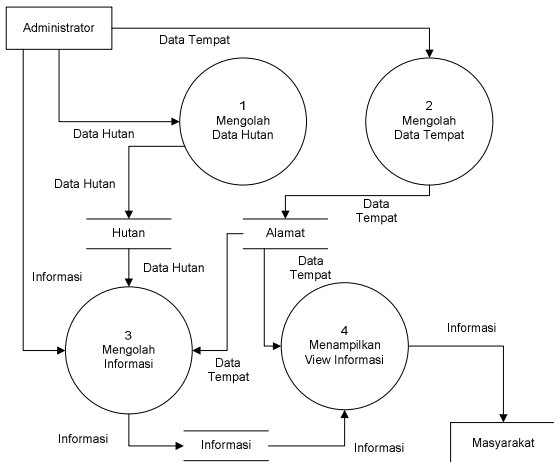 Administrator
Data Tempat
1
Mengolah
Data Hutan
2
Mengolah
Data Tempat
Data Hutan
Data Hutan
Data
Tempat
Hutan
Alamat
Informasi
Data Hutan
Data
Tempat
3
Mengolah
Informasi
Data
Tempat
4
Menampilkan
View Informasi
Informasi
Informasi
Informasi
Informasi
Masyarakat